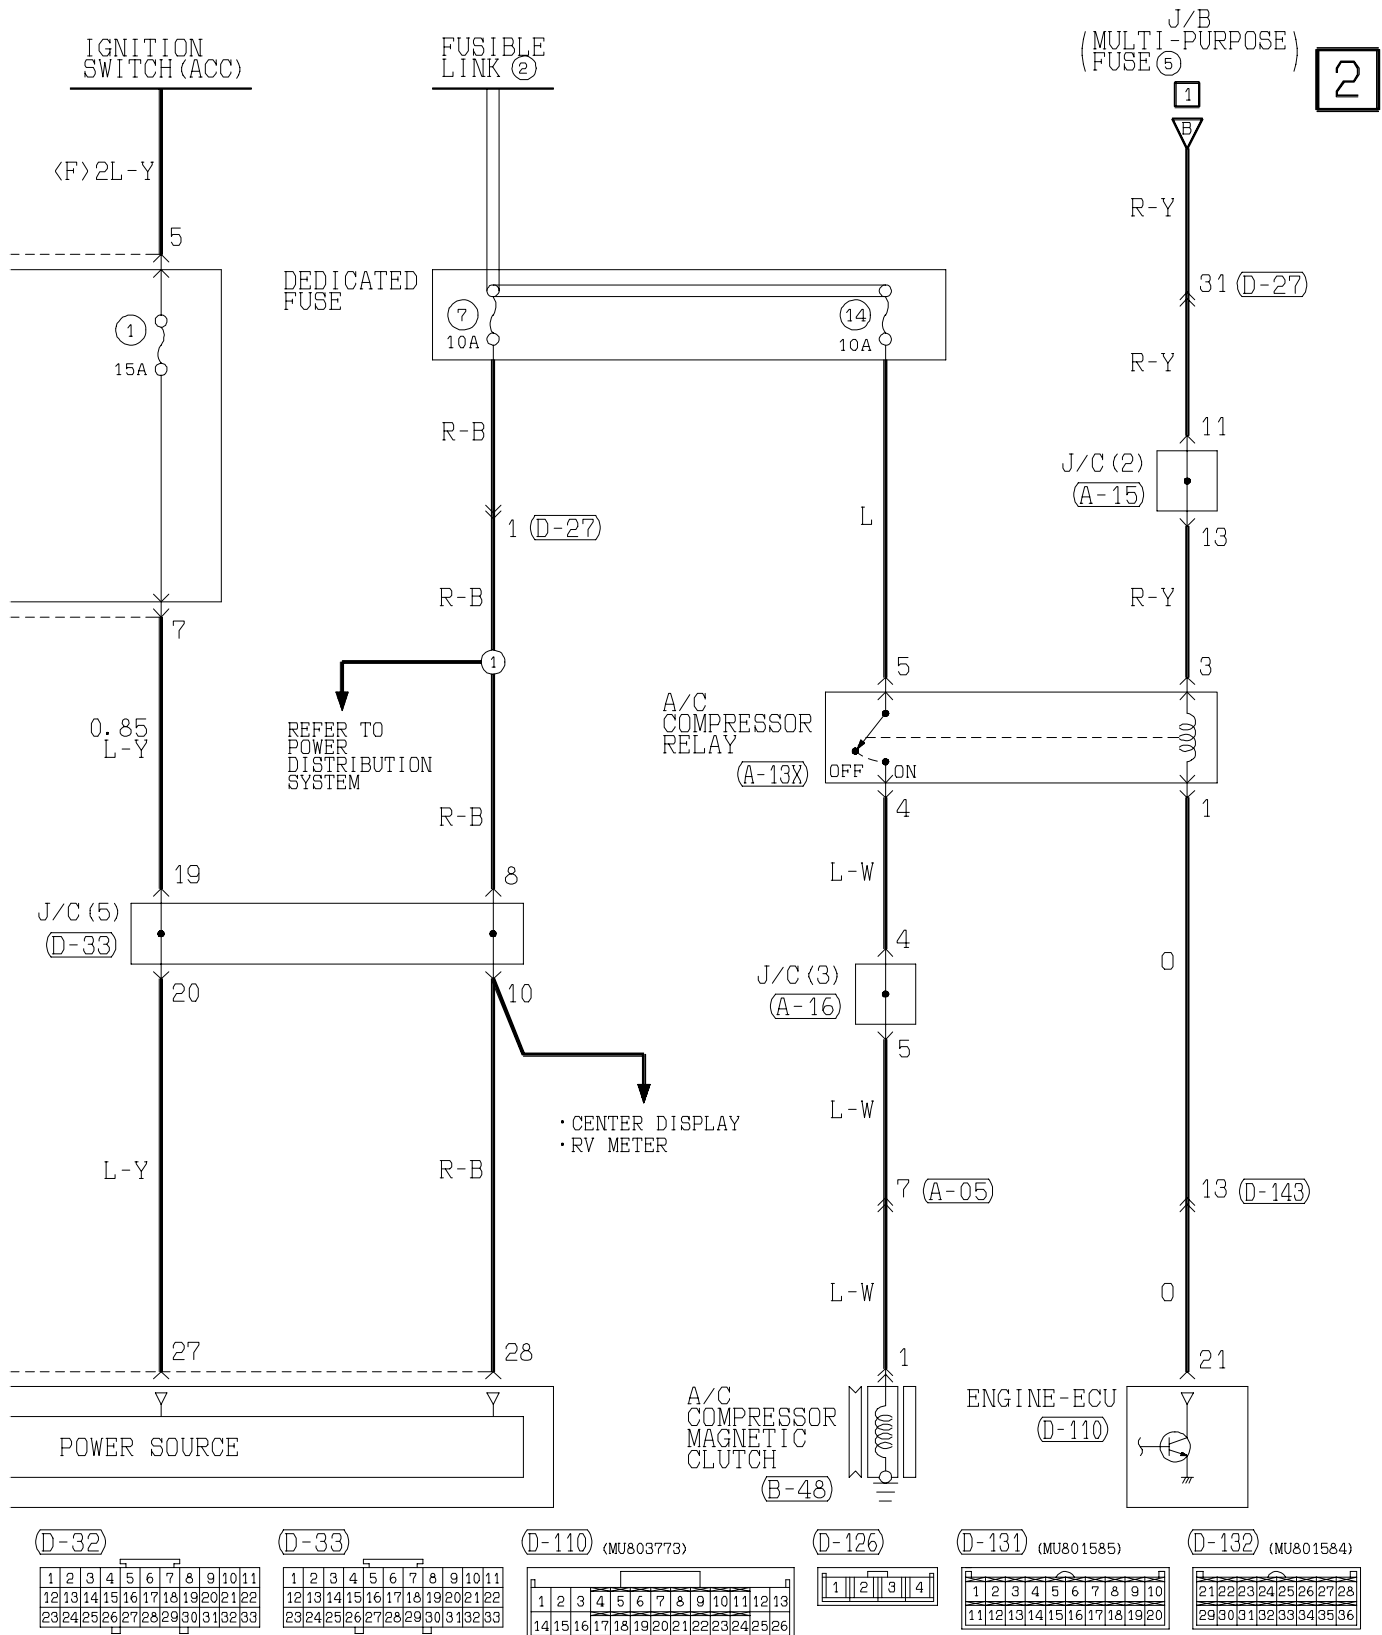 IGNITION
SWITCH(ACC)
FUSIBLE
LINK ②
J/B
(MULTI-PURPOSE)
FUSE ⑤
2
1
B
<F>2L-Y
R-Y
5
31 (D-27)
DEDICATED
FUSE
7
10A
14
10A
1
15A
R-Y
R-B
11
J/C(2)
(A-15)
L
1 (D-27)
13
R-B
R-Y
7
1
5
3
0.85
L-Y
REFER TO
POWER
DISTRIBUTION
SYSTEM
A/C
COMPRESSOR
RELAY
(A-13X)
OFF
ON
R-B
4
1
L-W
19
8
J/C(5)
(D-33)
4
O
J/C(3)
(A-16)
20
10
5
·CENTER DISPLAY
·RV METER
L-W
L-Y
R-B
7 (A-05)
13 (D-143)
L-W
O
27
28
1
21
A/C
COMPRESSOR
MAGNETIC
CLUTCH
(B-48)
ENGINE-ECU
(D-110)
POWER SOURCE
(D-32)
1 2 3 4 5 6 7 8 9 10 11
12 13 14 15 16 17 18 19 20 21 22
23 24 25 26 27 28 29 30 31 32 33
(D-33)
1 2 3 4 5 6 7 8 9 10 11
12 13 14 15 16 17 18 19 20 21 22
23 24 25 26 27 28 29 30 31 32 33
(D-110) (MU803773)
1 2 3 4 5 6 7 8 9 10 11 12 13
14 15 16 17 18 19 20 21 22 23 24 25 26
(D-126)
1 2 3 4
(D-131) (MU801585)
1 2 3 4 5 6 7 8 9 10
11 12 13 14 15 16 17 18 19 20
(D-132) (MU801584)
21 22 23 24 25 26 27 28
29 30 31 32 33 34 35 36